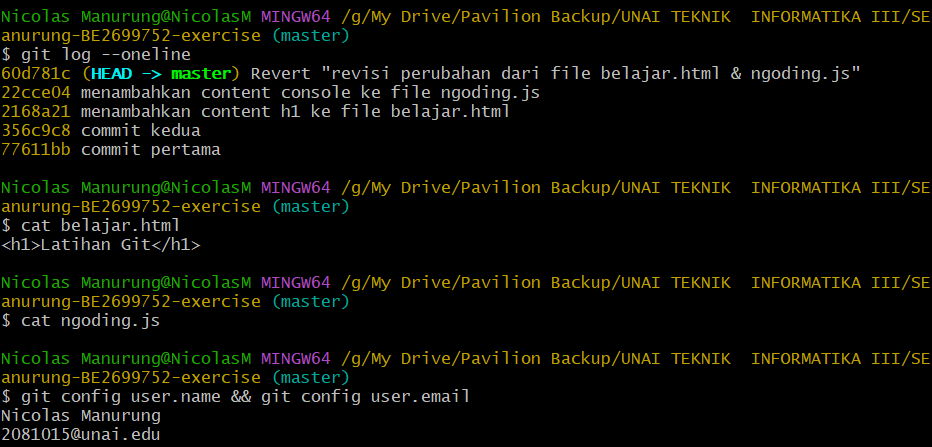 Nicolas Manurung@NicolasM MINGW64 /g/My Drive/Pavilion Backup/UNAI TEKNIK  INFORMATIKA III/SE
anurung-BE2699752-exercise (master)
$ git log --oneline
60d781c (HEAD -> master) Revert "revisi perubahan dari file belajar.html & ngoding.js"
22cce04 menambahkan content console ke file ngoding.js
2168a21 menambahkan content h1 ke file belajar.html
356c9c8 commit kedua
77611bb commit pertama
Nicolas Manurung@NicolasM MINGW64 /g/My Drive/Pavilion Backup/UNAI TEKNIK  INFORMATIKA III/SE
anurung-BE2699752-exercise (master)
$ cat belajar.html
<h1>Latihan Git</h1>
Nicolas Manurung@NicolasM MINGW64 /g/My Drive/Pavilion Backup/UNAI TEKNIK  INFORMATIKA III/SE
anurung-BE2699752-exercise (master)
$ cat ngoding.js
Nicolas Manurung@NicolasM MINGW64 /g/My Drive/Pavilion Backup/UNAI TEKNIK  INFORMATIKA III/SE
anurung-BE2699752-exercise (master)
$ git config user.name && git config user.email
Nicolas Manurung
2081015@unai.edu